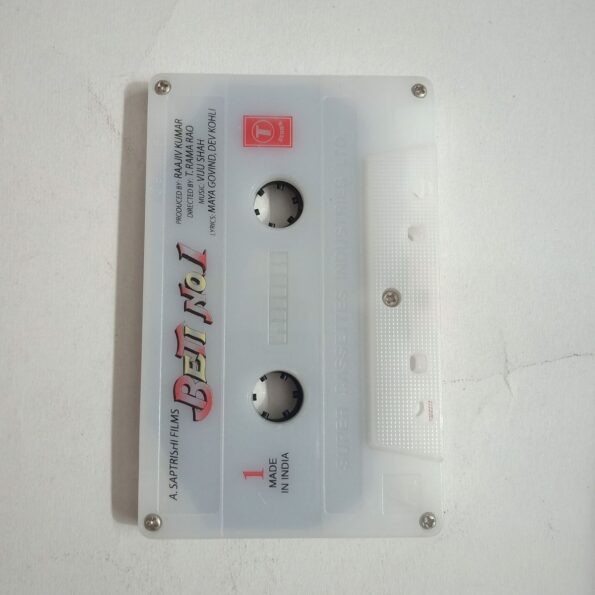 A. SAPTRISHI FILMS
BETI NO.1
PRODUCED BY: RAAJIV KUMAR
DIRECTED BY: T. RAMA RAO
MUSIC: VIJU SHAH
LYRICS: MAYA GOVIND, DEV KOHLI
1
MADE
IN INDIA
T
SUPER CASSETTES INDUSTRIES